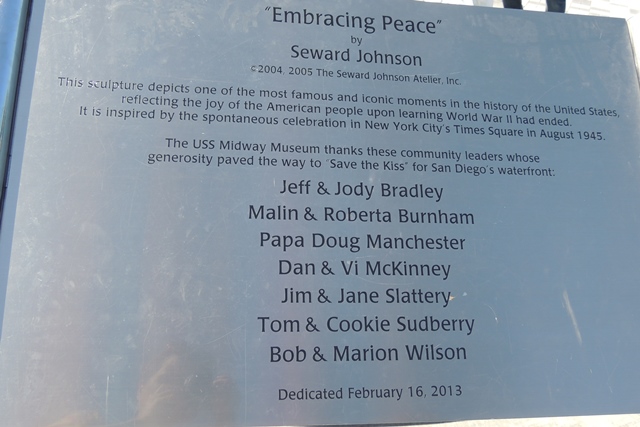 "Embracing Peace"
by
Seward Johnson
©2004, 2005 The Seward Johnson Atelier, Inc.
This sculpture depicts one of the most famous and iconic moments in the history of the United States,
reflecting the joy of the American people upon learning World War II had ended.
It is inspired by the spontaneous celebration in New York City's Times Square in August 1945.
The USS Midway Museum thanks these community leaders whose
generosity paved the way to "Save the Kiss" for San Diego's waterfront:
Jeff & Jody Bradley
Malin & Roberta Burnham
Papa Doug Manchester
Dan & Vi McKinney
Jim & Jane Slattery
Tom & Cookie Sudberry
Bob & Marion Wilson
Dedicated February 16, 2013